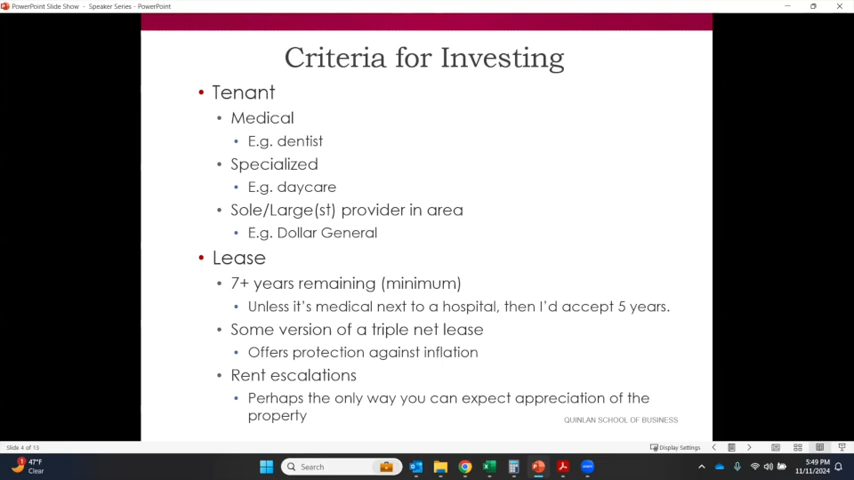 PowerPoint Slide Show - Speaker Series - PowerPoint
Criteria for Investing
• Tenant
• Medical
• E.g. dentist
• Specialized
• E.g. daycare
• Sole/Large(st) provider in area
• E.g. Dollar General
• Lease
• 7+ years remaining (minimum)
• Unless it's medical next to a hospital, then I'd accept 5 years.
• Some version of a triple net lease
• Offers protection against inflation
• Rent escalations
• Perhaps the only way you can expect appreciation of the
property
QUINLAN SCHOOL OF BUSINESS
Slide 4 of 13
Display Settings
1
47°F
Clear
Search
5:49 PM
11/11/2024